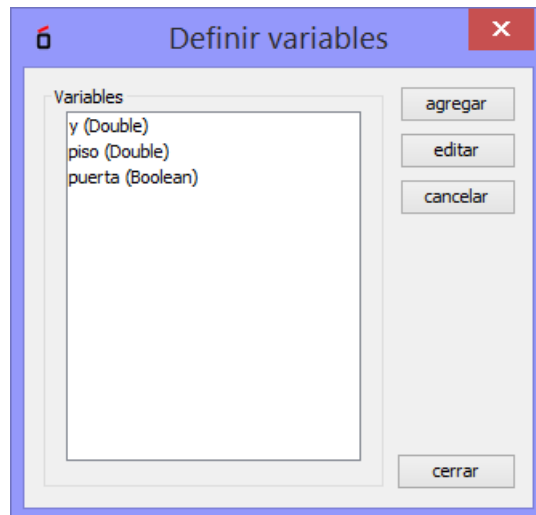 ó
Definir variables
Variables
y (Double)
piso (Double)
puerta (Boolean)
agregar
editar
cancelar
cerrar